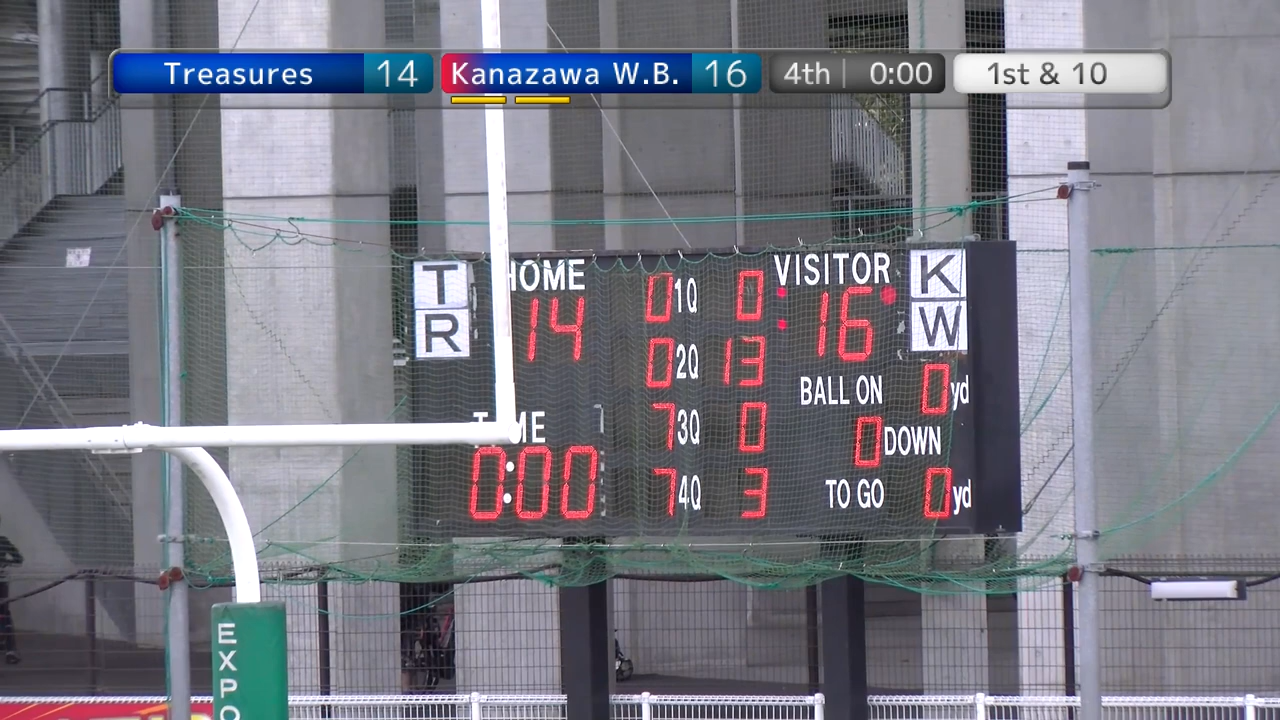 Treasures 14 Kanazawa W.B. 16 4th 0:00 1st & 10
T HOME 0 1Q 0 VISITOR K
R 14 16 W
0 2Q 13
BALL ON 0 yd
TIME 7 3Q 0
0 DOWN
0:00 7 4Q 3 TO GO 0 yd
EXPO